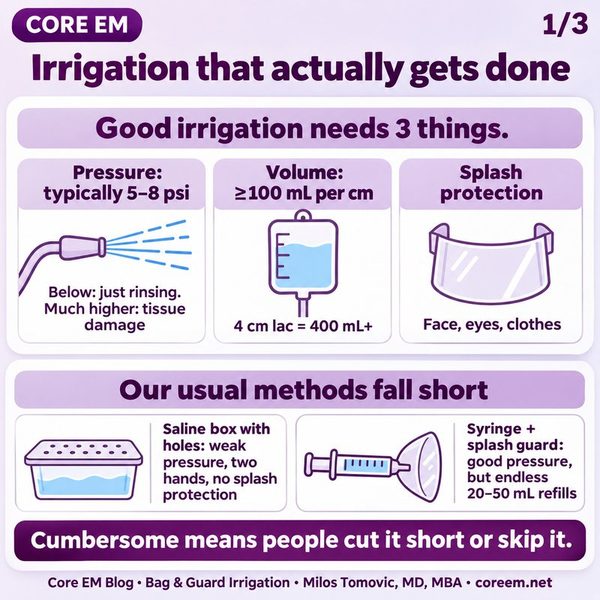 CORE EM
1/3
Irrigation that actually gets done
Good irrigation needs 3 things.
Pressure:
typically 5–8 psi
Below: just rinsing.
Much higher: tissue
damage
Volume:
≥100 mL per cm
4 cm lac = 400 mL+
Splash
protection
Face, eyes, clothes
Our usual methods fall short
Saline box with
holes: weak
pressure, two
hands, no splash
protection
Syringe +
splash guard:
good pressure,
but endless
20–50 mL refills
Cumbersome means people cut it short or skip it.
Core EM Blog • Bag & Guard Irrigation • Milos Tomovic, MD, MBA • coreem.net